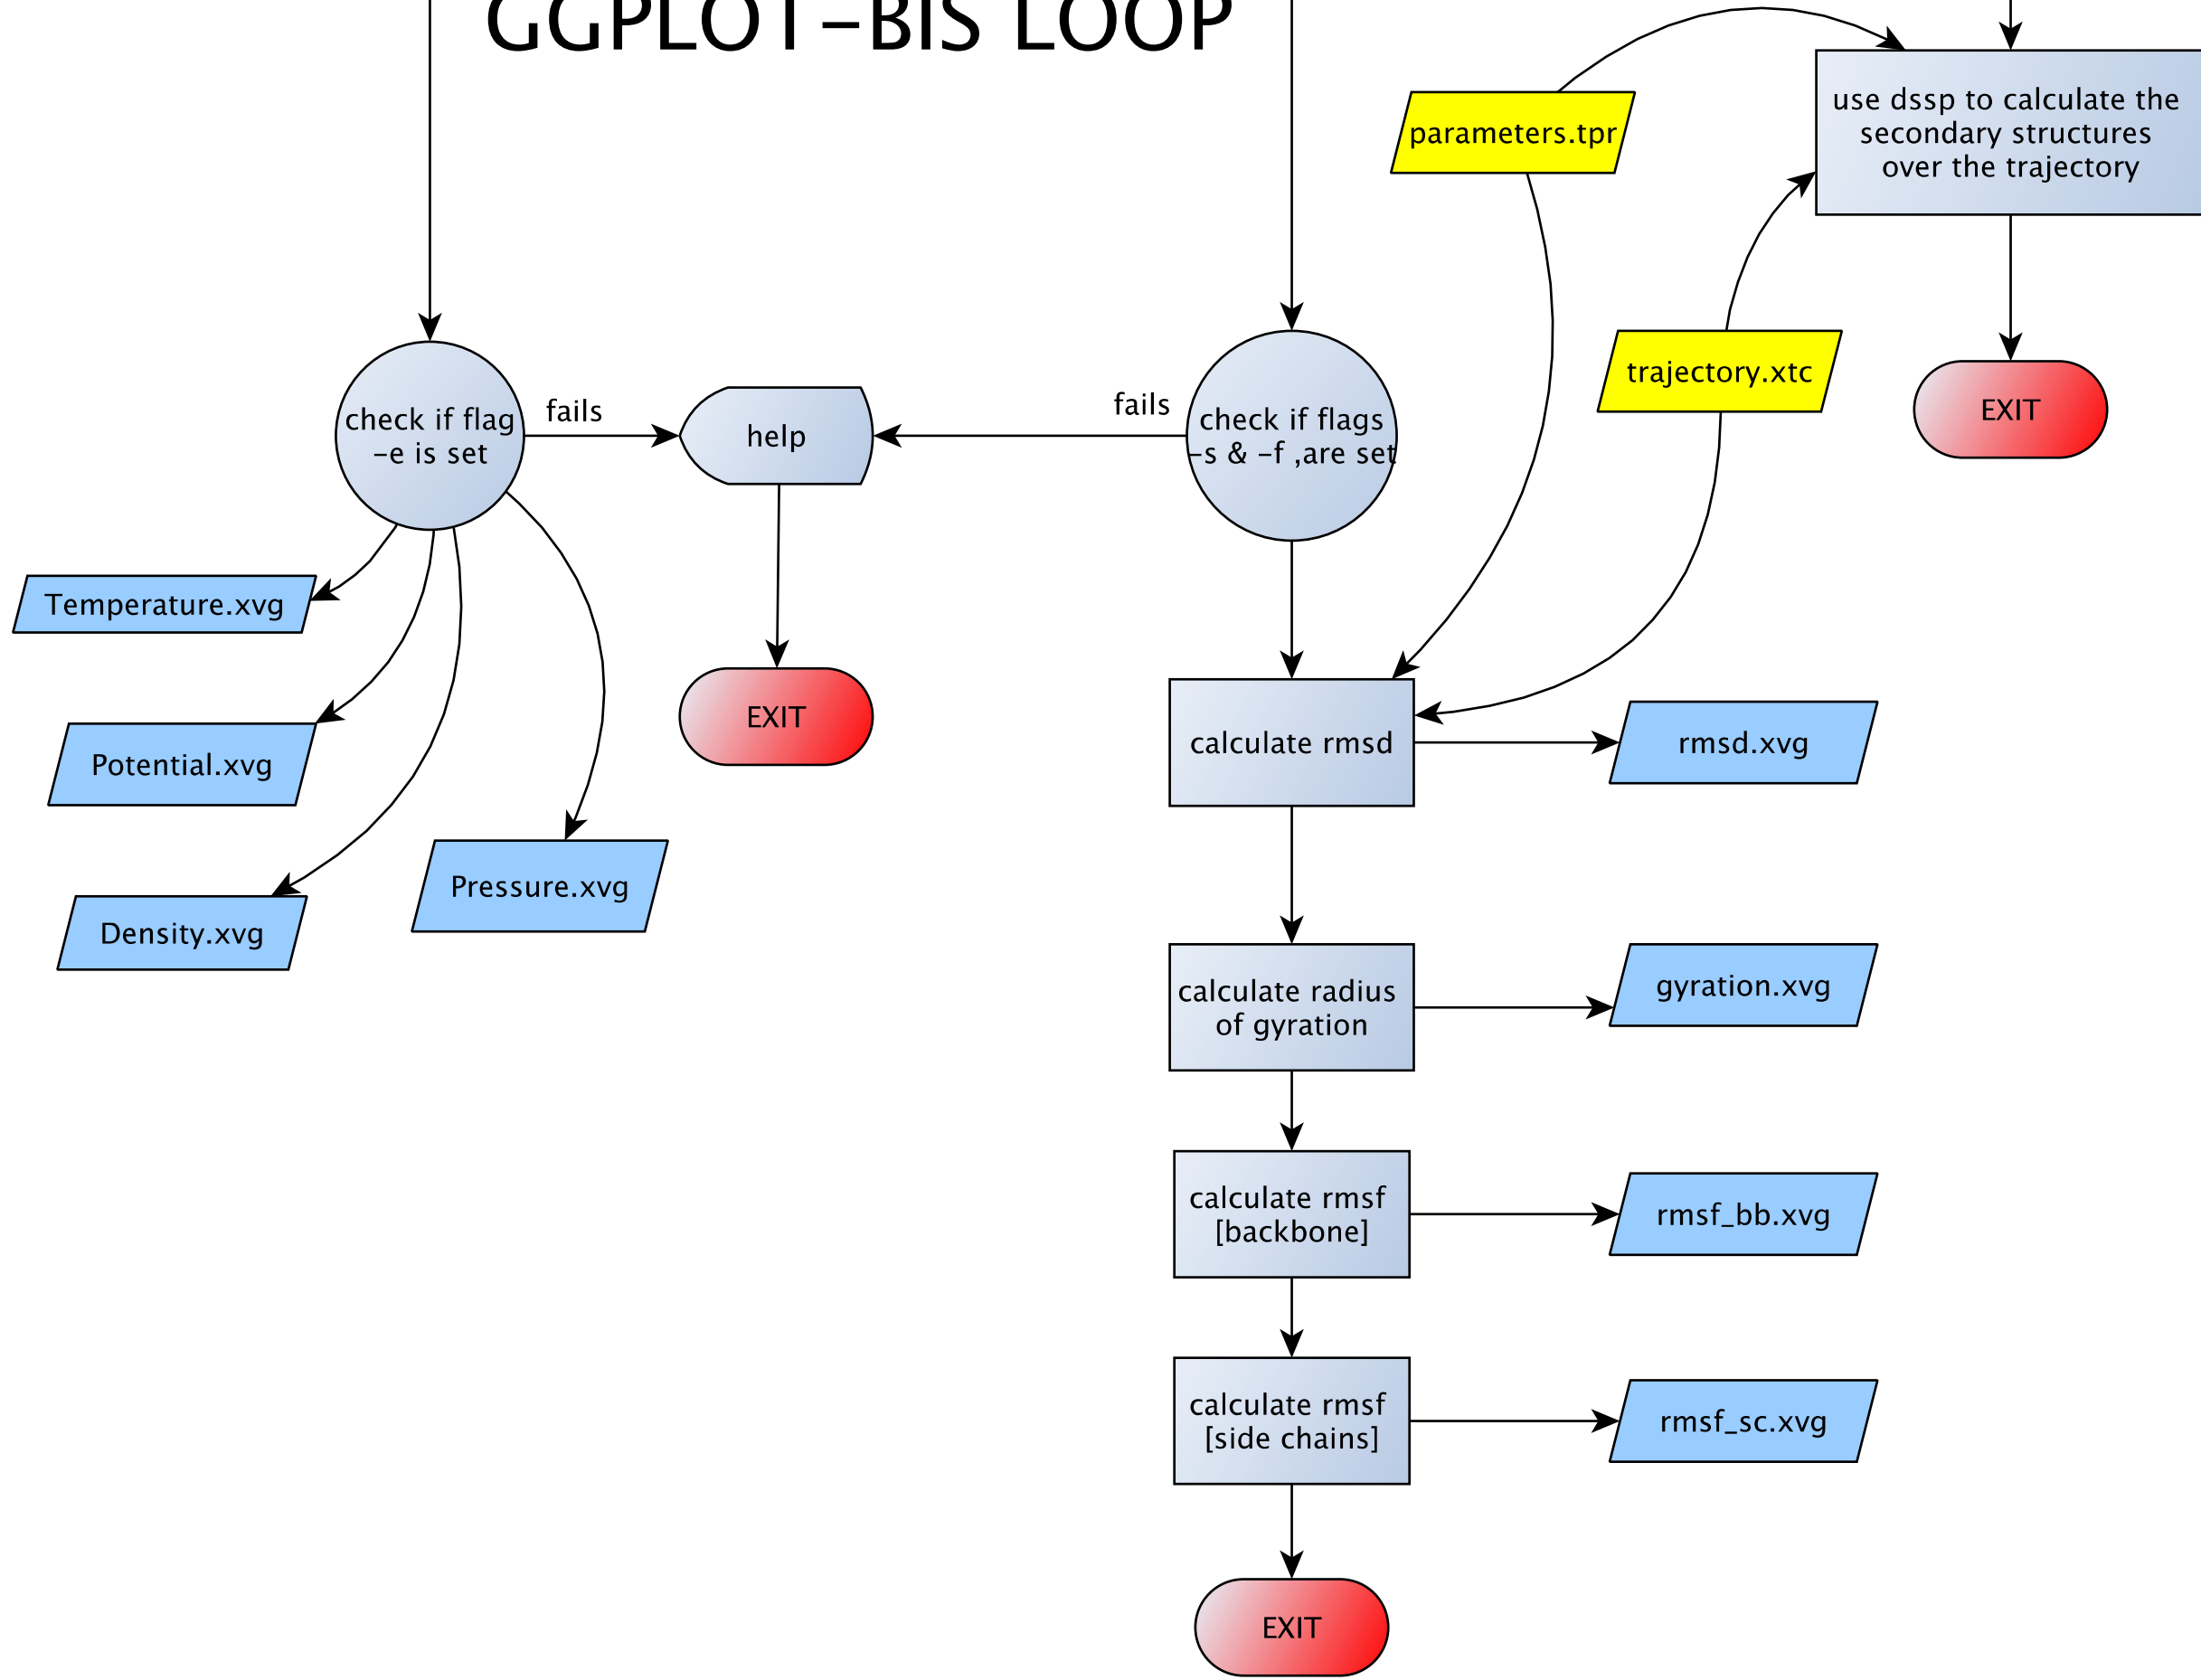 GGPLOT-BIS LOOP
parameters.tpr
use dssp to calculate the
secondary structures
over the trajectory
trajectory.xtc
EXIT
check if flag
-e is set
fails
help
fails
check if flags
-s & -f ,are set
Temperature.xvg
Potential.xvg
Density.xvg
Pressure.xvg
EXIT
calculate rmsd
rmsd.xvg
calculate radius
of gyration
gyration.xvg
calculate rmsf
[backbone]
rmsf_bb.xvg
calculate rmsf
[side chains]
rmsf_sc.xvg
EXIT